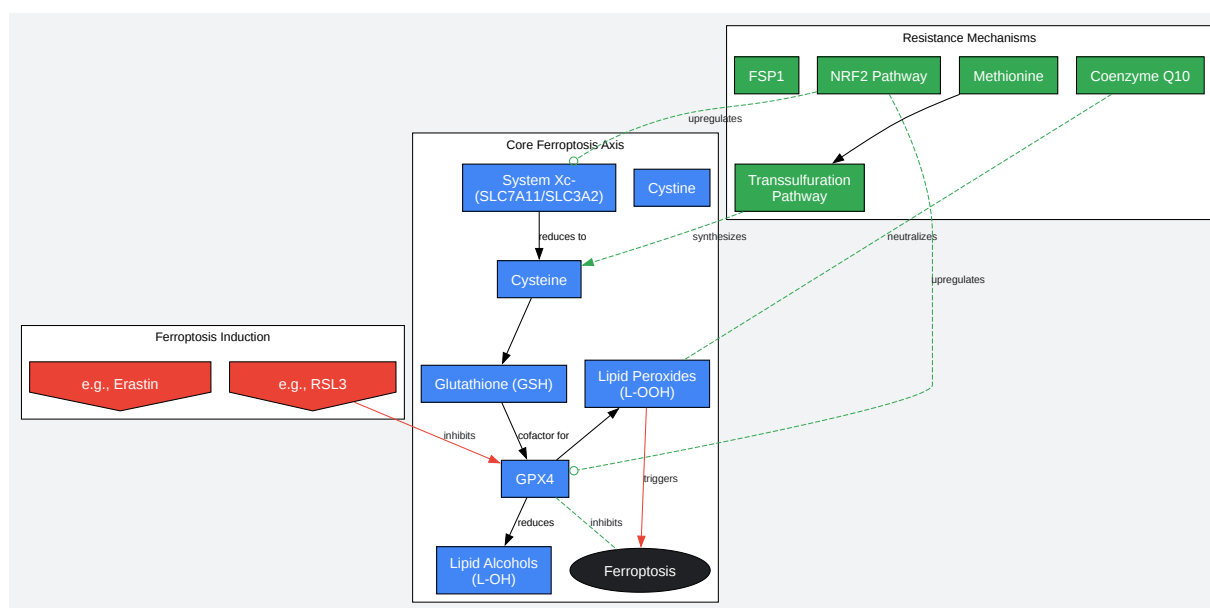 Resistance Mechanisms
FSP1
NRF2 Pathway
Methionine
Coenzyme Q10
upregulates
Core Ferroptosis Axis
System Xc-
(SLC7A11/SLC3A2)
Cystine
Transsulfuration
Pathway
reduces to
synthesizes
neutralizes
Cysteine
upregulates
Ferroptosis Induction
e.g., Erastin
e.g., RSL3
Glutathione (GSH)
Lipid Peroxides
(L-OOH)
inhibits
cofactor for
GPX4
triggers
reduces
inhibits
Lipid Alcohols
(L-OH)
Ferroptosis